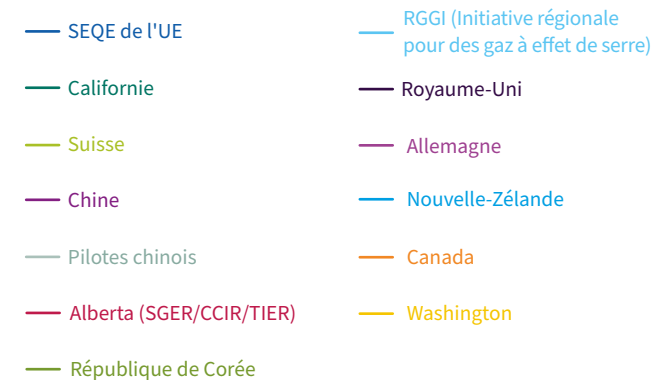 SEQE de l'UE
Californie
Suisse
Chine
Pilotes chinois
Alberta (SGER/CCIR/TIER)
République de Corée
RGGI (Initiative régionale
pour des gaz à effet de serre)
Royaume-Uni
Allemagne
Nouvelle-Zélande
Canada
Washington